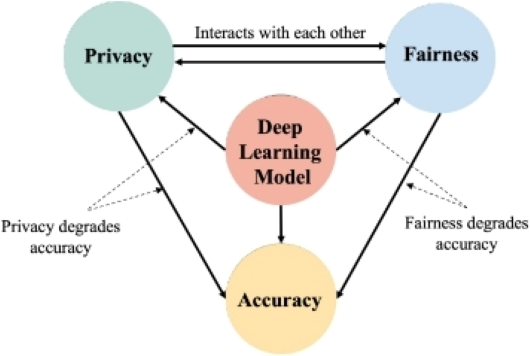 Interacts with each other
Privacy
Fairness
Deep
Learning
Model
Privacy degrades
accuracy
Fairness degrades
accuracy
Accuracy